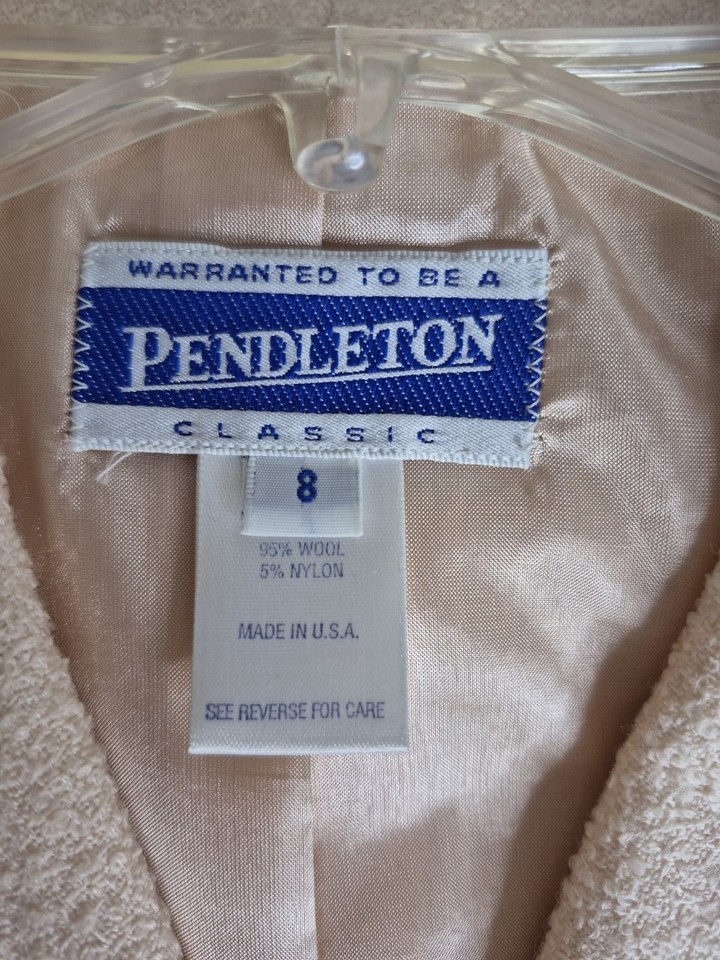 WARRANTED TO BE A
PENDLETON
CLASSIC
8
95% WOOL
5% NYLON
MADE IN U.S.A.
SEE REVERSE FOR CARE